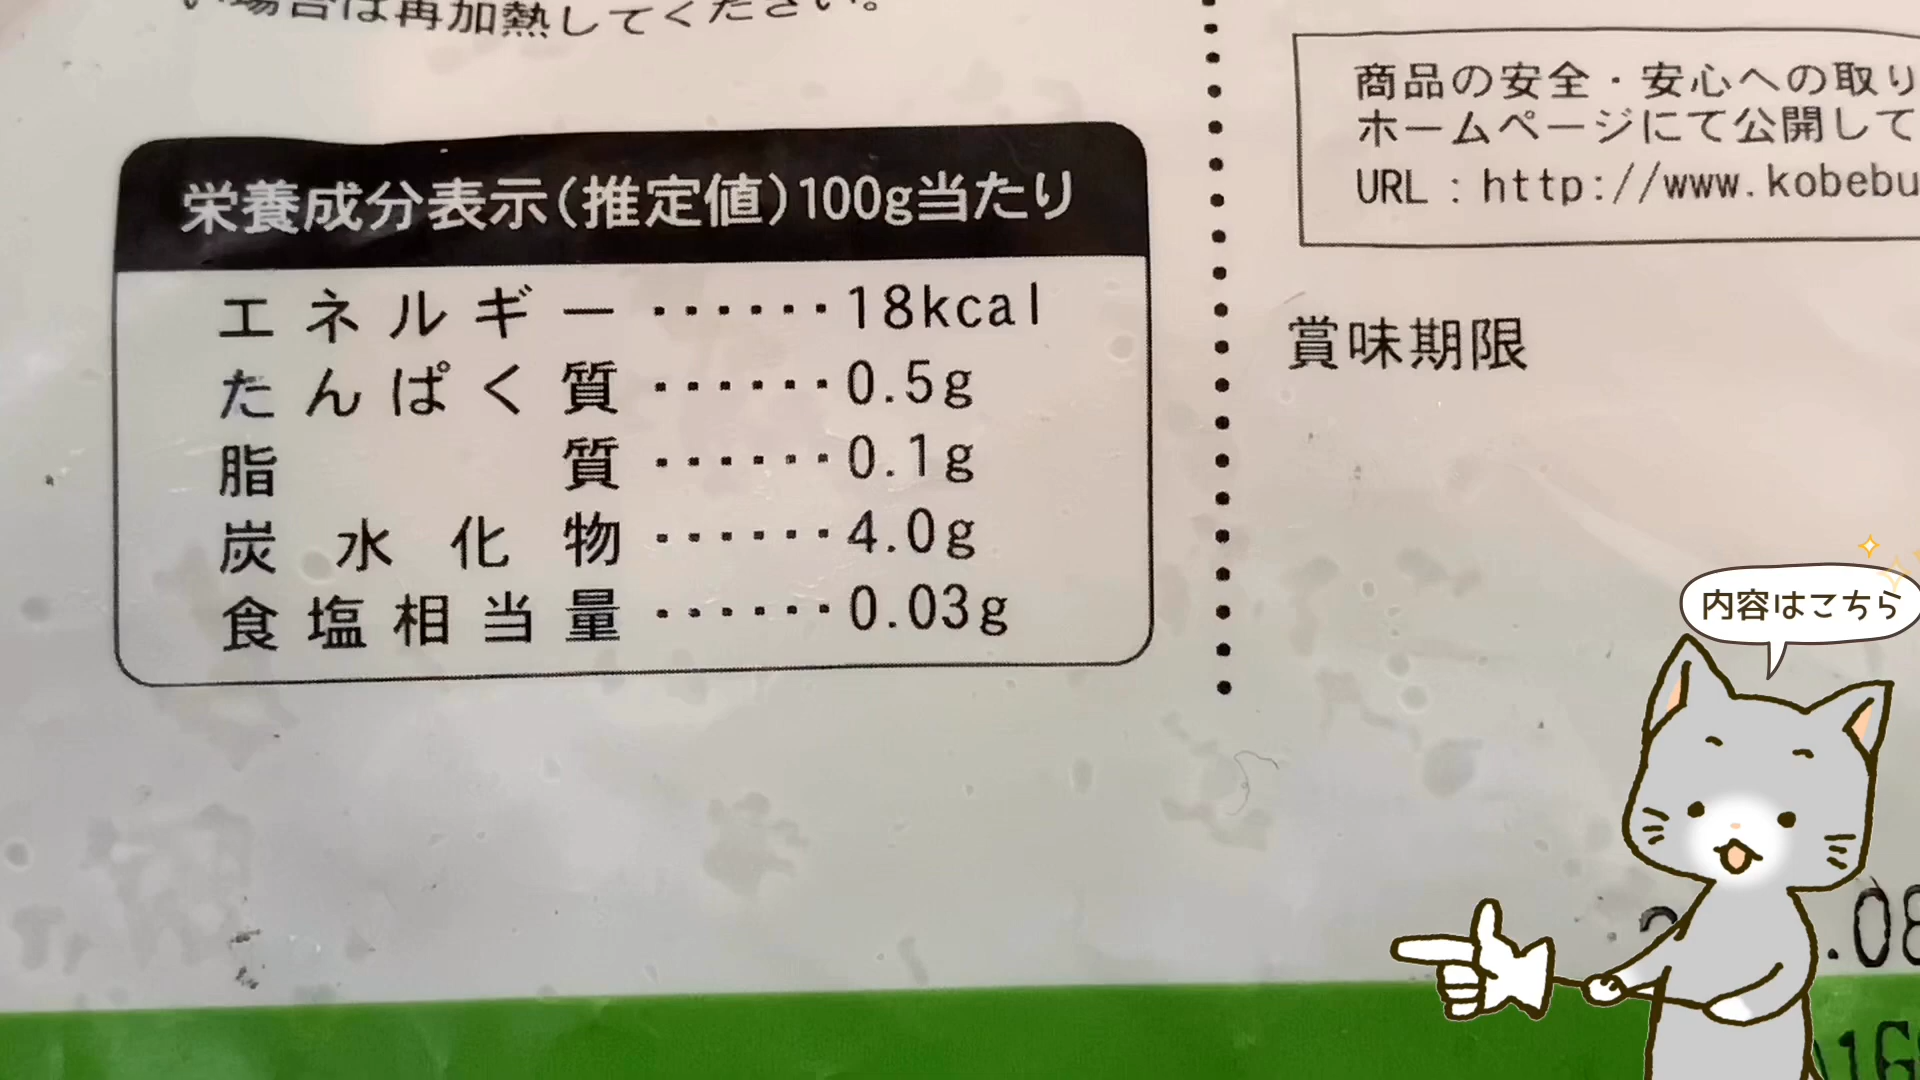 い場合は再加熱してください。
栄養成分表示(推定値)100g当たり
エネルギー・・・・・・18kcal
たんぱく質・・・・・・0.5g
脂質・・・・・・0.1g
炭水化物・・・・・・4.0g
食塩相当量・・・・・・0.03g
商品の安全・安心への取り
ホームページにて公開して
URL:http://www.kobebu
賞味期限
内容はこちら
.08